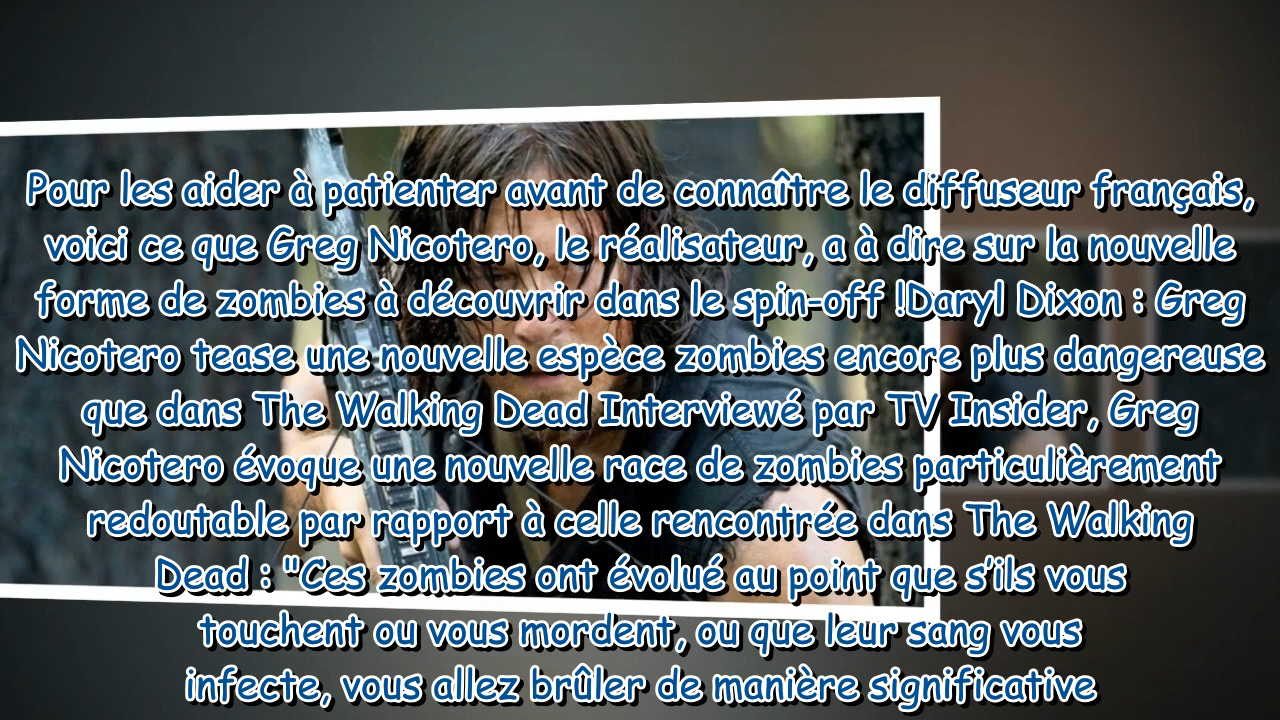 Pour les aider à patienter avant de connaître le diffuseur français,
voici ce que Greg Nicotero, le réalisateur, a à dire sur la nouvelle
forme de zombies à découvrir dans le spin-off !Daryl Dixon : Greg
Nicotero tease une nouvelle espèce zombies encore plus dangereuse
que dans The Walking Dead Interviewé par TV Insider, Greg
Nicotero évoque une nouvelle race de zombies particulièrement
redoutable par rapport à celle rencontrée dans The Walking
Dead : "Ces zombies ont évolué au point que s'ils vous
touchent ou vous mordent, ou que leur sang vous
infecte, vous allez brûler de manière significative